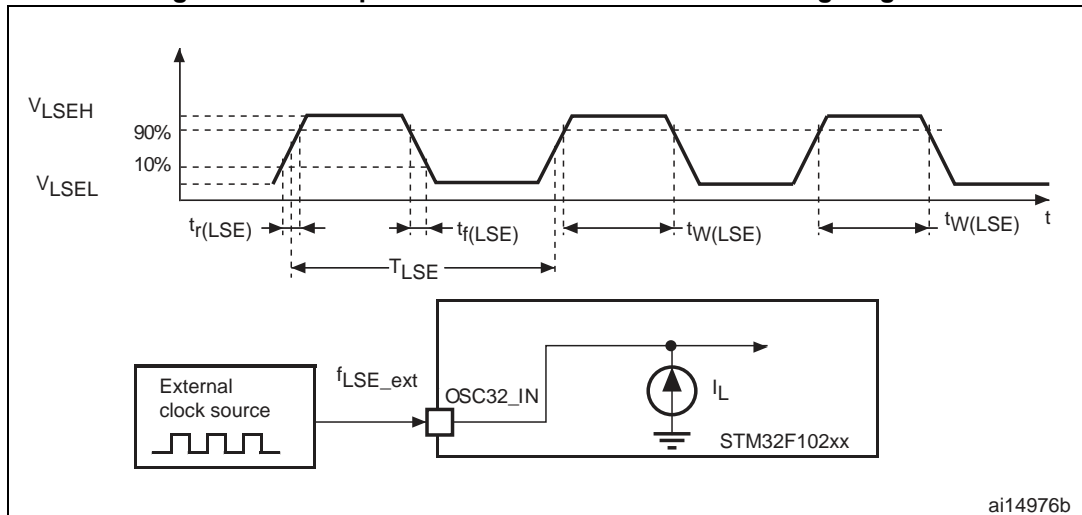 VLSEH
90%
10%
VLSEL
tr(LSE)
tf(LSE)
tW(LSE)
tW(LSE)
t
TLSE
External
clock source
fLSE_ext
OSC32_IN
IL
STM32F102xx
ai14976b